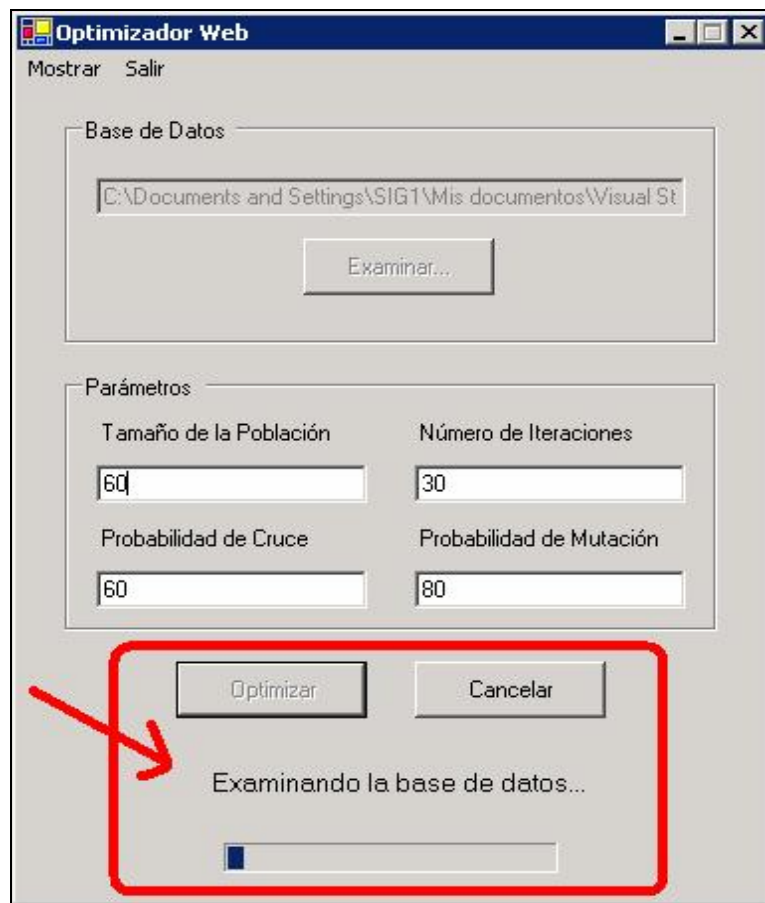 Optimizador Web
Mostrar Salir
Base de Datos
C:\Documents and Settings\SIG1\Mis documentos\Visual St
Examinar...
Parámetros
Tamaño de la Población Número de Iteraciones
60 30
Probabilidad de Cruce Probabilidad de Mutación
60 80
Optimizar Cancelar
Examinando la base de datos...